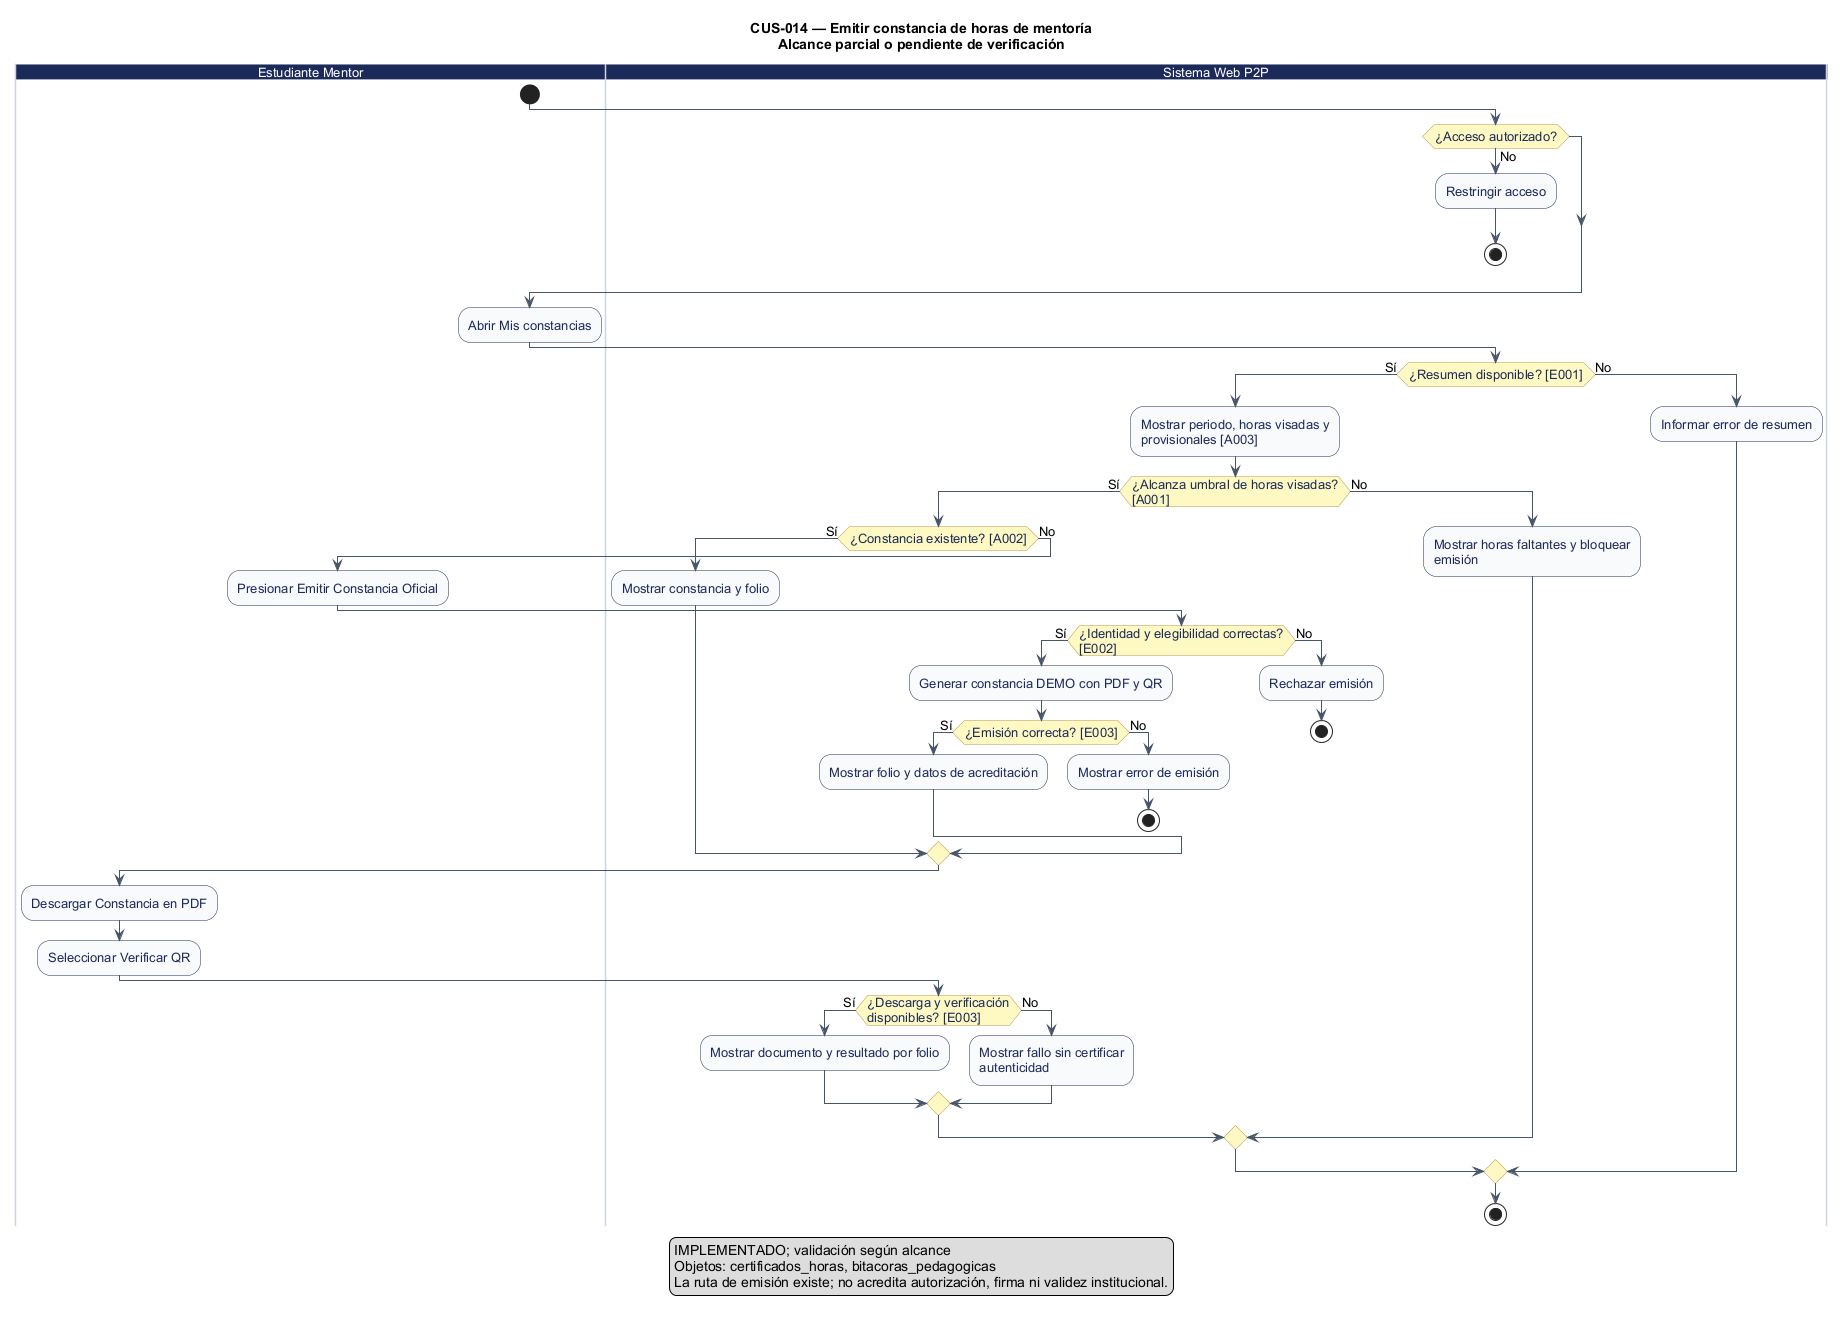 CUS-014 — Emitir constancia de horas de mentoría
Alcance parcial o pendiente de verificación
Estudiante Mentor
Sistema Web P2P
¿Acceso autorizado?
No
Restringir acceso
Abrir Mis constancias
Sí
¿Resumen disponible? [E001]
No
Mostrar periodo, horas visadas y
provisionales [A003]
Informar error de resumen
Sí
¿Alcanza umbral de horas visadas?
[A001]
No
Sí
¿Constancia existente? [A002]
No
Mostrar horas faltantes y bloquear
emisión
Presionar Emitir Constancia Oficial
Mostrar constancia y folio
Sí
¿Identidad y elegibilidad correctas?
[E002]
No
Generar constancia DEMO con PDF y QR
Rechazar emisión
Sí
¿Emisión correcta? [E003]
No
Mostrar folio y datos de acreditación
Mostrar error de emisión
Descargar Constancia en PDF
Seleccionar Verificar QR
Sí
¿Descarga y verificación
disponibles? [E003]
No
Mostrar documento y resultado por folio
Mostrar fallo sin certificar
autenticidad
IMPLEMENTADO; validación según alcance
Objetos: certificados_horas, bitacoras_pedagogicas
La ruta de emisión existe; no acredita autorización, firma ni validez institucional.